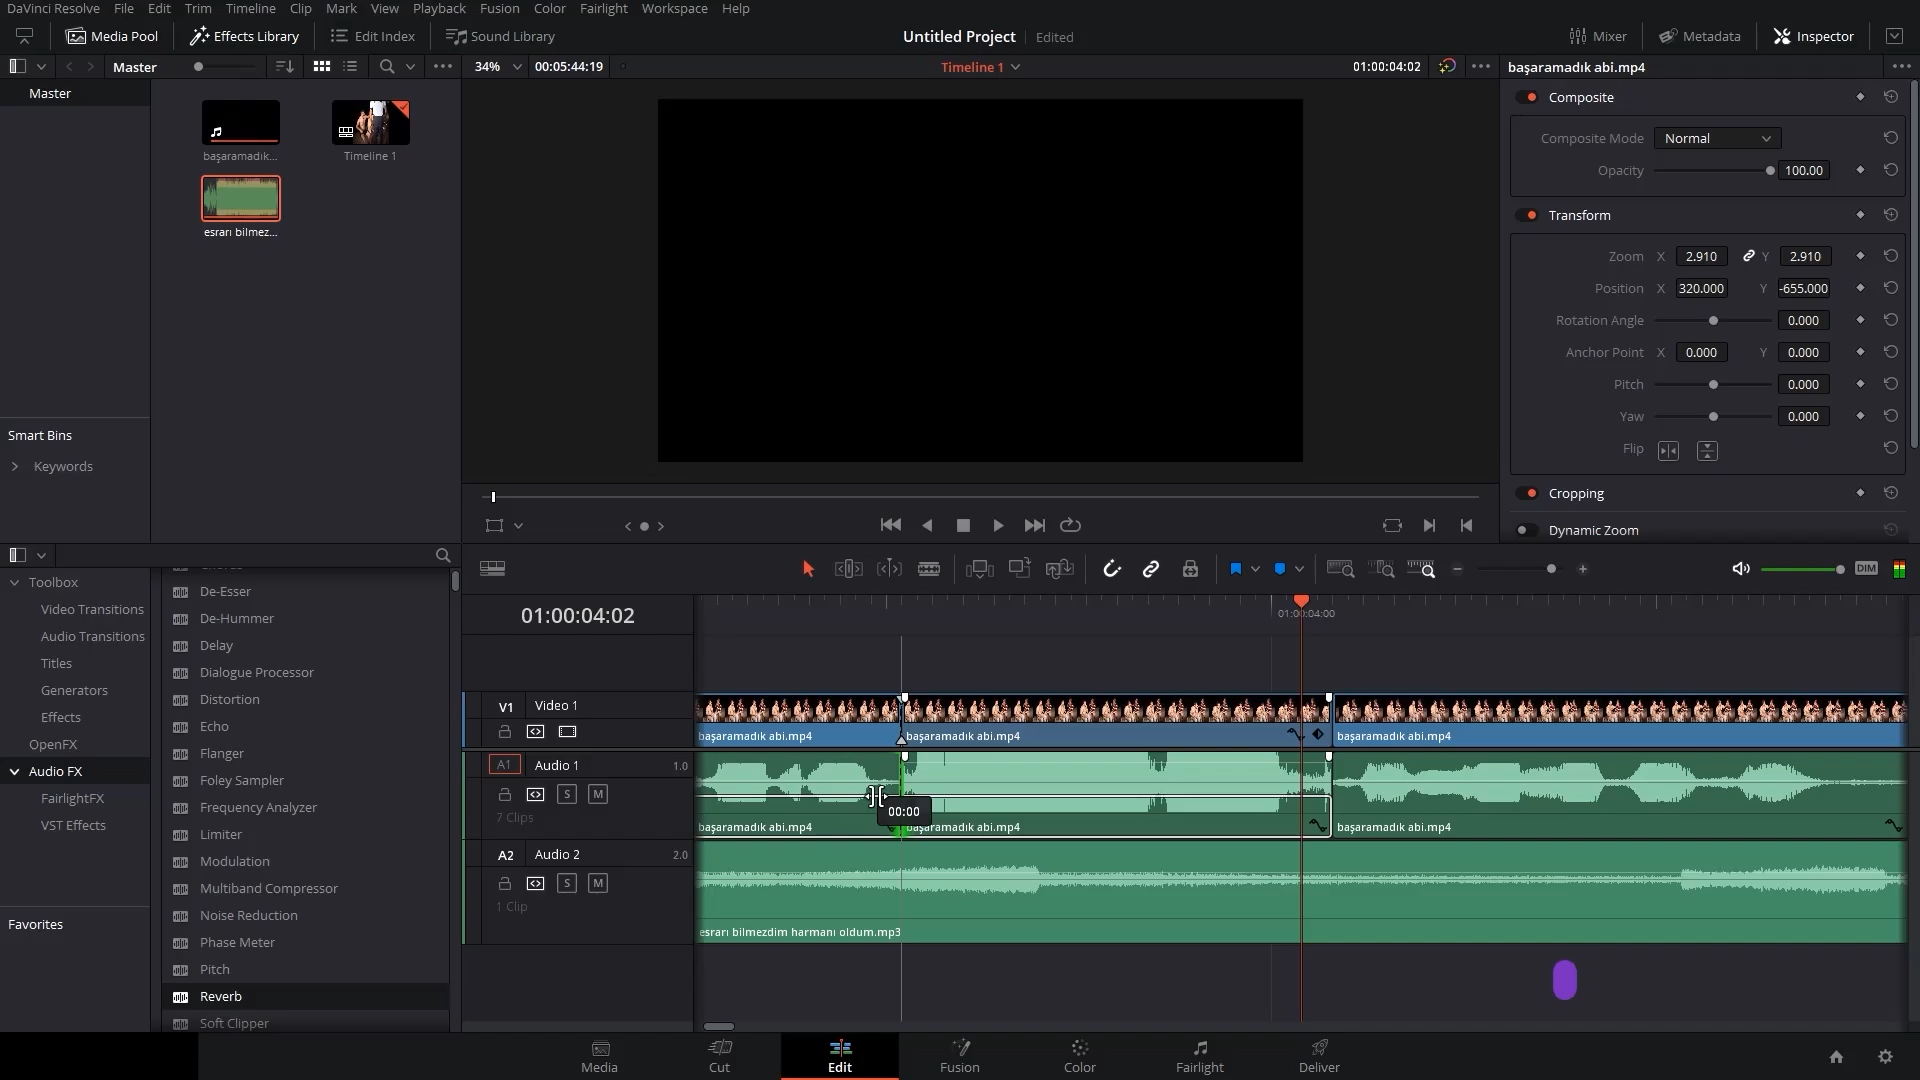 DaVinci Resolve File Edit Trim Timeline Clip Mark View Playback Fusion Color Fairlight Workspace Help
Media Pool Effects Library Edit Index Sound Library Untitled Project Edited Mixer Metadata Inspector
Master 34% 00:05:44:19 Timeline 1 01:00:04:02 başaramadık abi.mp4
Master
başaramadık...
Timeline 1
esrarı bilmez...
Smart Bins
Keywords
Composite
Composite Mode Normal
Opacity 100.00
Transform
Zoom X 2.910 Y 2.910
Position X 320.000 Y -655.000
Rotation Angle 0.000
Anchor Point X 0.000 Y 0.000
Pitch 0.000
Yaw 0.000
Flip
Cropping
Dynamic Zoom
Toolbox
Video Transitions
Audio Transitions
Titles
Generators
Effects
OpenFX
Audio FX
FairlightFX
VST Effects
Favorites
De-Esser
De-Hummer
Delay
Dialogue Processor
Distortion
Echo
Flanger
Foley Sampler
Frequency Analyzer
Limiter
Modulation
Multiband Compressor
Noise Reduction
Phase Meter
Pitch
Reverb
Soft Clipper
DIM
01:00:04:02
01:00:04:00
V1 Video 1
başaramadık abi.mp4 başaramadık abi.mp4 başaramadık abi.mp4
A1 Audio 1 1.0
S M
00:00
7 Clips
başaramadık abi.mp4 başaramadık abi.mp4 başaramadık abi.mp4
A2 Audio 2 2.0
S M
1 Clip
esrarı bilmezdim harmanı oldum.mp3
Media Cut Edit Fusion Color Fairlight Deliver